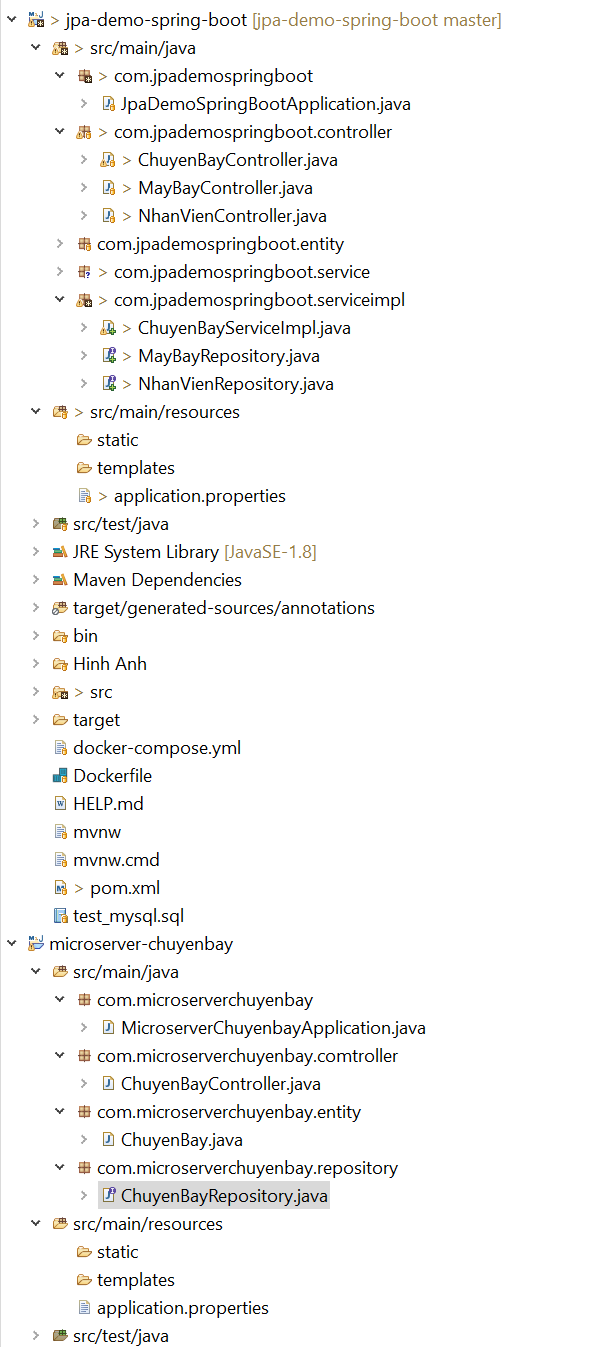 > jpa-demo-spring-boot [jpa-demo-spring-boot master]
> src/main/java
> com.jpademospringboot
JpaDemoSpringBootApplication.java
> com.jpademospringboot.controller
> ChuyenBayController.java
> MayBayController.java
> NhanVienController.java
com.jpademospringboot.entity
> com.jpademospringboot.service
> com.jpademospringboot.serviceimpl
> ChuyenBayServiceImpl.java
> MayBayRepository.java
> NhanVienRepository.java
> src/main/resources
static
templates
> application.properties
src/test/java
JRE System Library [JavaSE-1.8]
Maven Dependencies
target/generated-sources/annotations
bin
Hinh Anh
> src
target
docker-compose.yml
Dockerfile
HELP.md
mvnw
mvnw.cmd
> pom.xml
test_mysql.sql
microserver-chuyenbay
src/main/java
com.microserverchuyenbay
MicroserverChuyenbayApplication.java
com.microserverchuyenbay.comtroller
ChuyenBayController.java
com.microserverchuyenbay.entity
ChuyenBay.java
com.microserverchuyenbay.repository
ChuyenBayRepository.java
src/main/resources
static
templates
application.properties
src/test/java